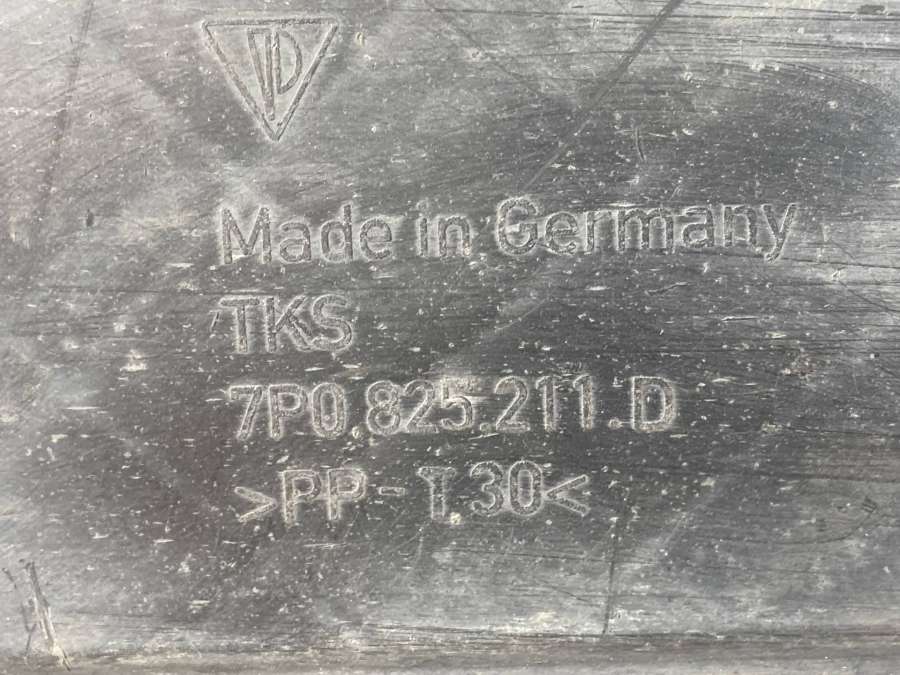 Made in Germany
TKS
7P0.825.211.D
>PP-T30<